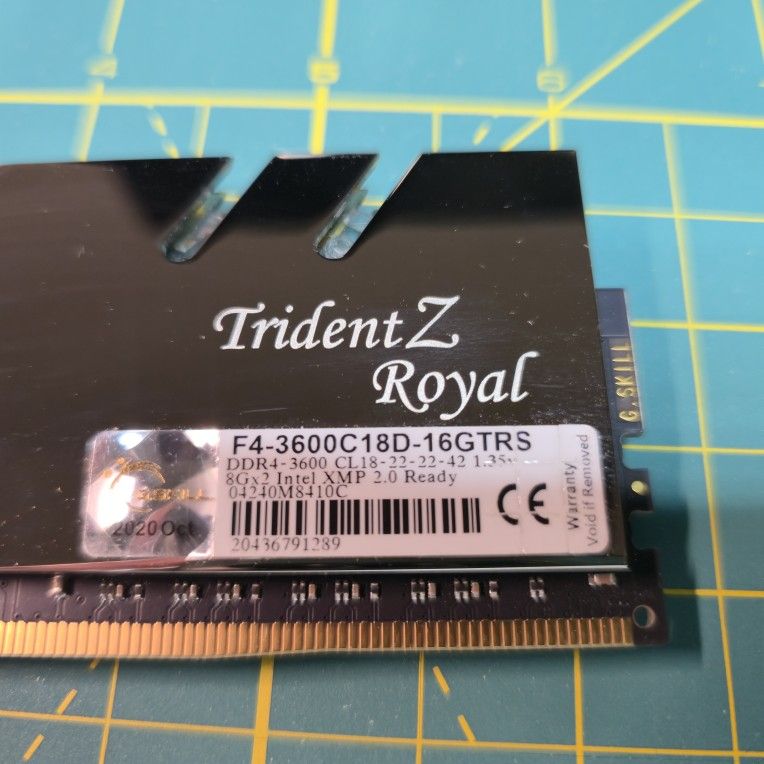 Trident Z
Royal
G.SKILL
F4-3600C18D-16GTRS
DDR4-3600 CL18-22-22-42 1.35v
8Gx2 Intel XMP 2.0 Ready
04240M8410C
20436791289
2020 Oct
CE
Warranty
Void if Removed